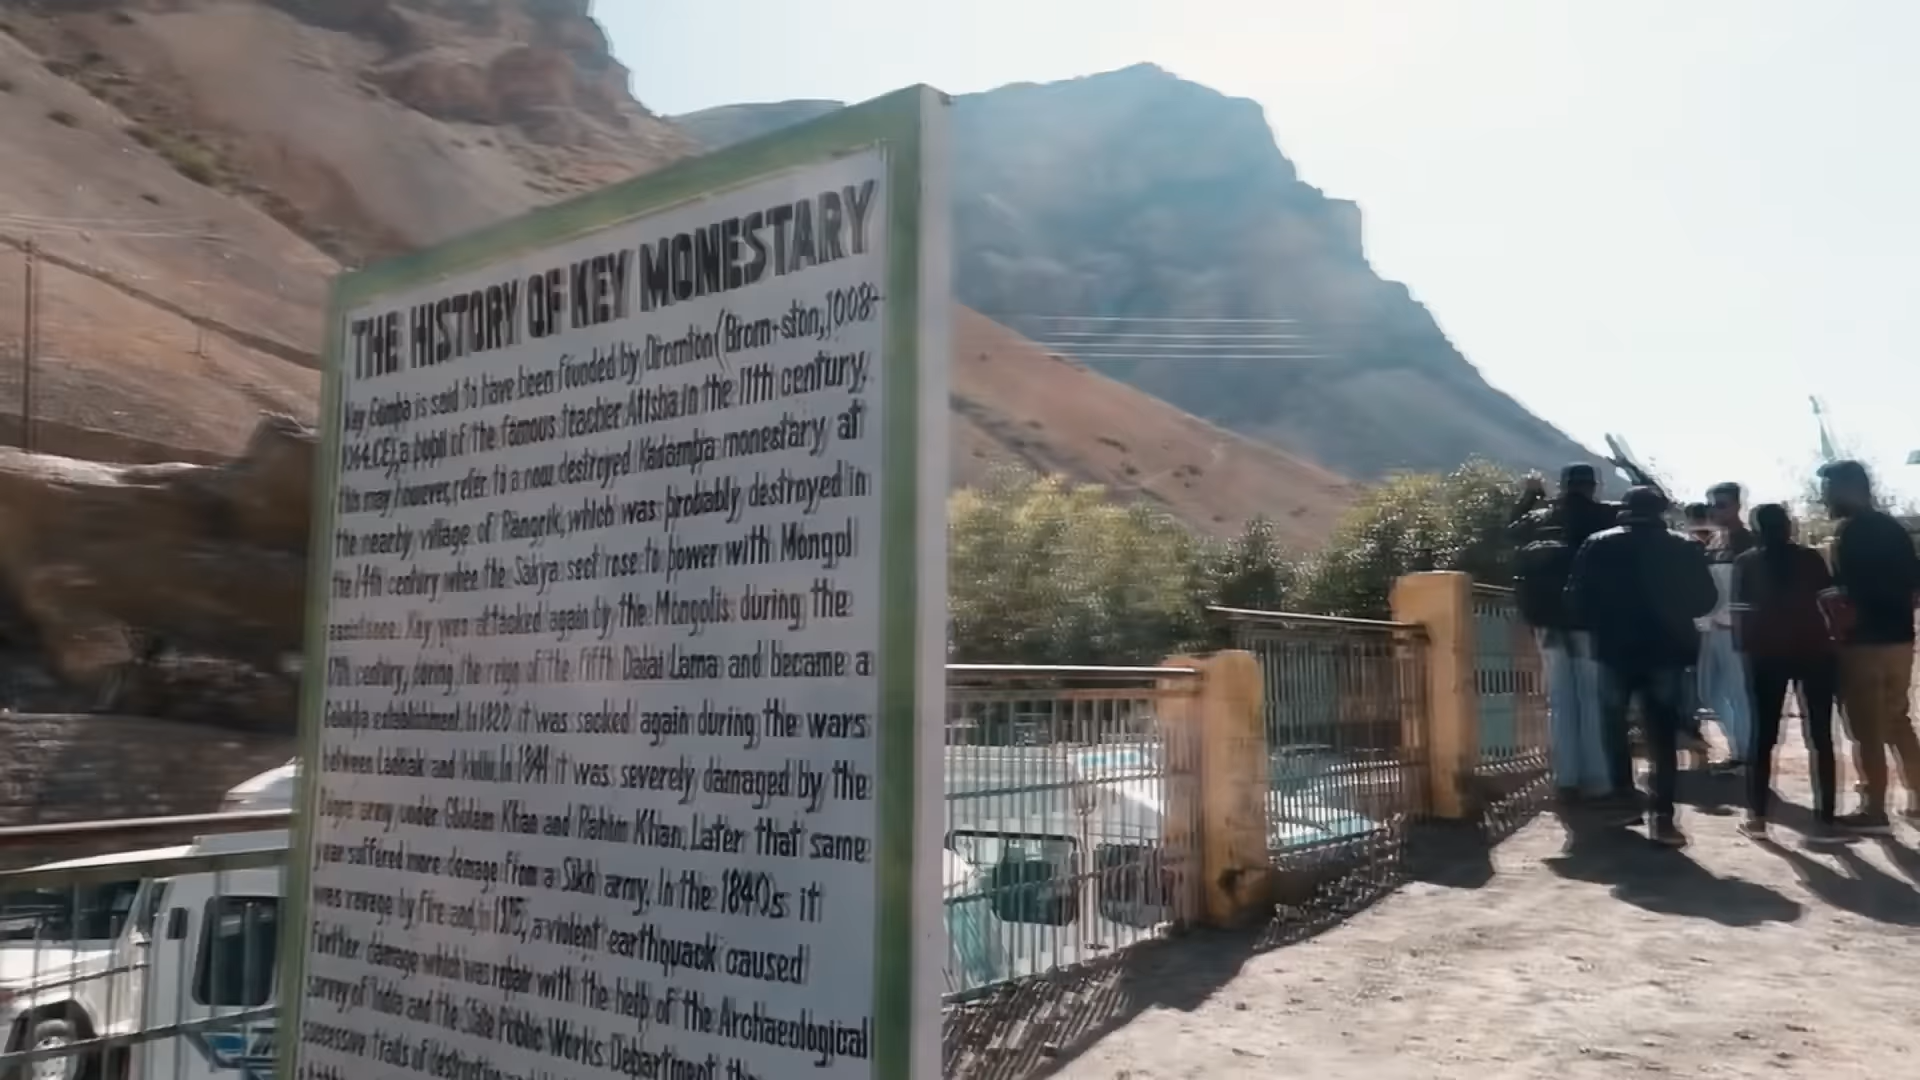 THE HISTORY OF KEY MONESTARY
Key Gompa is said to have been founded by Dromton (Brom-ston, 1008-
1064.CE), a pupil of the famous teacher Atisha in the 11th century.
this may however, refer to a now destroyed Kadampa monestary at
the nearby village of Rangrik, which was probably destroyed in
the 14th century when the Sakya sect rose to power with Mongol
assistance. Key was attacked again by the Mongolis during the
17th century, during the reign of the Fifth Dalai Lama and became a
Gelukpa establishment. In 1820 it was sacked again during the wars
between Ladhak and kullu. In 1841 it was severely damaged by the
Dogra army under Ghulam Khan and Rahim Khan. Later that same
year suffered more demage from a Sikh army. In the 1840s it
was ravage by fire and, in 1975, a violent earthquack caused
further damage which was repair with the help of the Archaeological
survey of India and the State Public Works Department
successive trails of